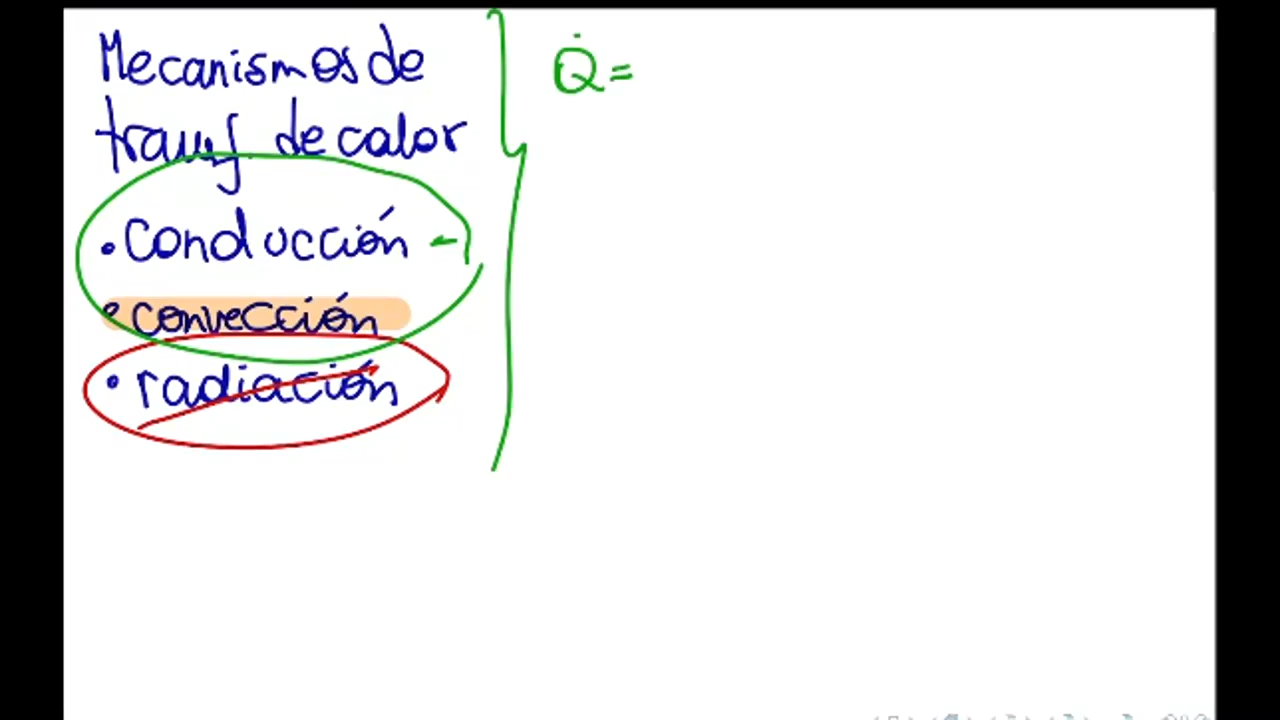 Mecanismos de
transf. de calor
• conducción
• convección
• radiación
Q̇ =